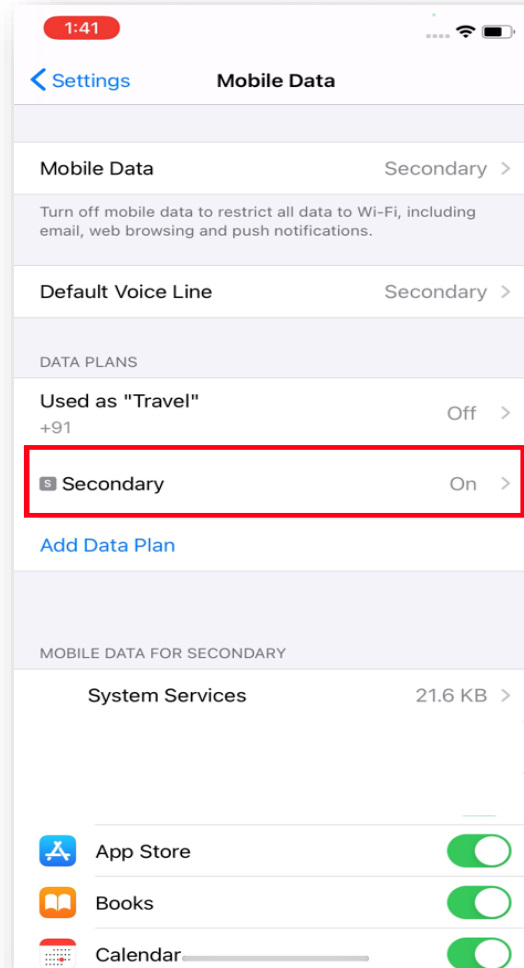 1:41
Settings
Mobile Data
Mobile Data
Secondary
Turn off mobile data to restrict all data to Wi-Fi, including
email, web browsing and push notifications.
Default Voice Line
Secondary
DATA PLANS
Used as "Travel"
+91
Off
S Secondary
On
Add Data Plan
MOBILE DATA FOR SECONDARY
System Services
21.6 KB
App Store
Books
Calendar